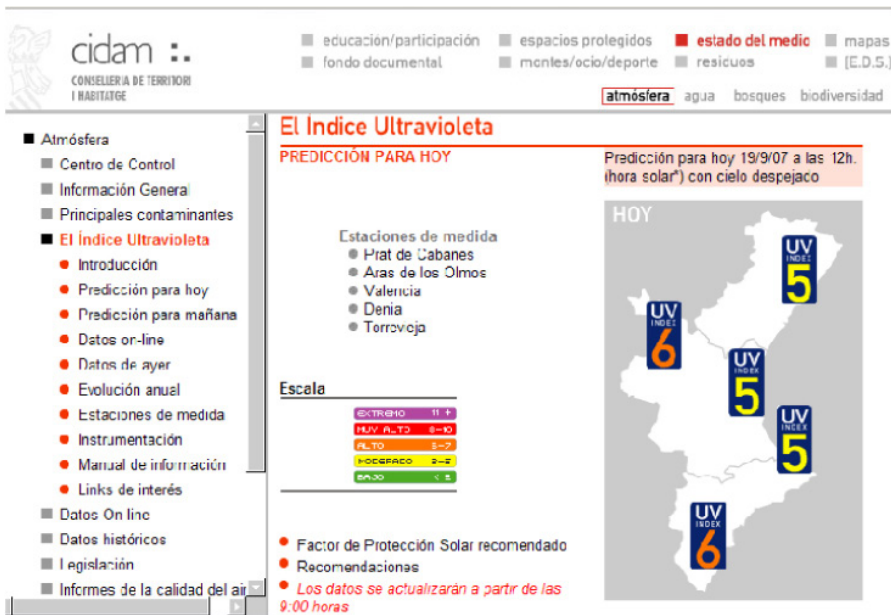 cidam :.
CONSELLERIA DE TERRITORI
I HABITATGE
educación/participación
espacios protegidos
estado del medio
mapas
fondo documental
montes/ocio/deporte
residuos
[E.D.S.]
atmósfera agua bosques biodiversidad
Atmósfera
Centro de Control
Información General
Principales contaminantes
El Índice Ultravioleta
Introducción
Predicción para hoy
Predicción para mañana
Datos on-line
Datos de ayer
Evolución anual
Estaciones de medida
Instrumentación
Manual de información
Links de interés
Datos On line
Datos históricos
Legislación
Informes de la calidad del air
El Indice Ultravioleta
PREDICCIÓN PARA HOY
Estaciones de medida
Prat de Cabanes
Aras de los Olmos
Valencia
Denia
Torrevieja
Escala
EXTREMO 11 +
MUY ALTO 8-10
ALTO 6-7
MODERADO 3-5
BAJO < 2
Factor de Protección Solar recomendado
Recomendaciones
Los datos se actualizarán a partir de las
9:00 horas
Predicción para hoy 19/9/07 a las 12h.
(hora solar*) con cielo despejado
HOY
UV
INDEX
5
UV
INDEX
6
UV
INDEX
5
UV
INDEX
5
UV
INDEX
6